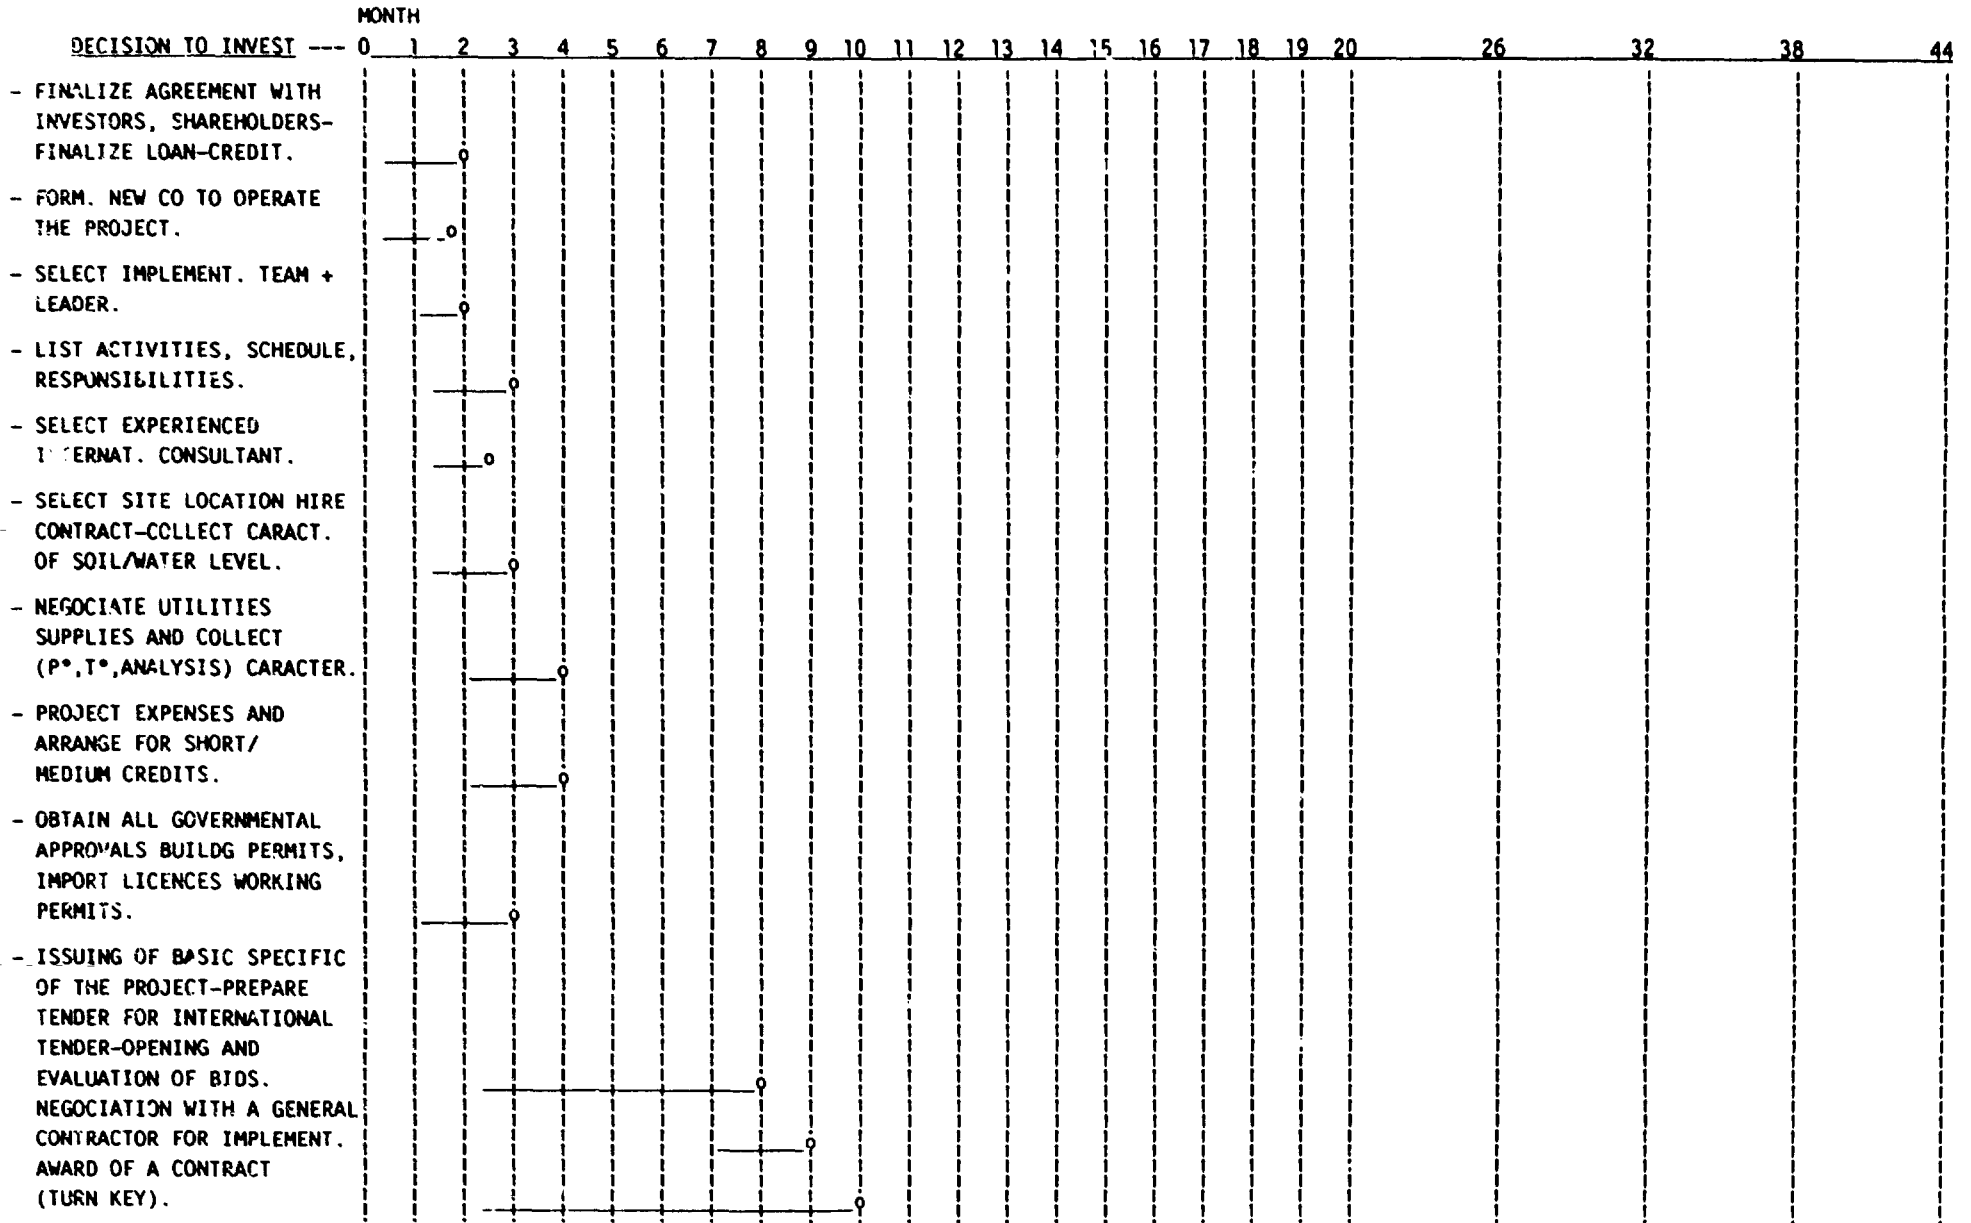 MONTH
DECISION TO INVEST --- 0 1 2 3 4 5 6 7 8 9 10 11 12 13 14 15 16 17 18 19 20 26 32 38 44
- FINALIZE AGREEMENT WITH
INVESTORS, SHAREHOLDERS-
FINALIZE LOAN-CREDIT.
- FORM. NEW CO TO OPERATE
THE PROJECT.
- SELECT IMPLEMENT. TEAM +
LEADER.
- LIST ACTIVITIES, SCHEDULE,
RESPONSIBILITIES.
- SELECT EXPERIENCED
CONSULTANT.
- SELECT SITE LOCATION HIRE
CONTRACT-COLLECT CARACT.
OF SOIL/WATER LEVEL.
- NEGOCIATE UTILITIES
SUPPLIES AND COLLECT
(P°,T°,ANALYSIS) CARACTER.
- PROJECT EXPENSES AND
ARRANGE FOR SHORT/
MEDIUM CREDITS.
- OBTAIN ALL GOVERNMENTAL
APPROVALS BUILDG PERMITS,
IMPORT LICENCES WORKING
PERMITS.
- ISSUING OF BASIC SPECIFIC
OF THE PROJECT-PREPARE
TENDER FOR INTERNATIONAL
TENDER-OPENING AND
EVALUATION OF BIDS.
NEGOCIATION WITH A GENERAL
CONTRACTOR FOR IMPLEMENT.
AWARD OF A CONTRACT
(TURN KEY).